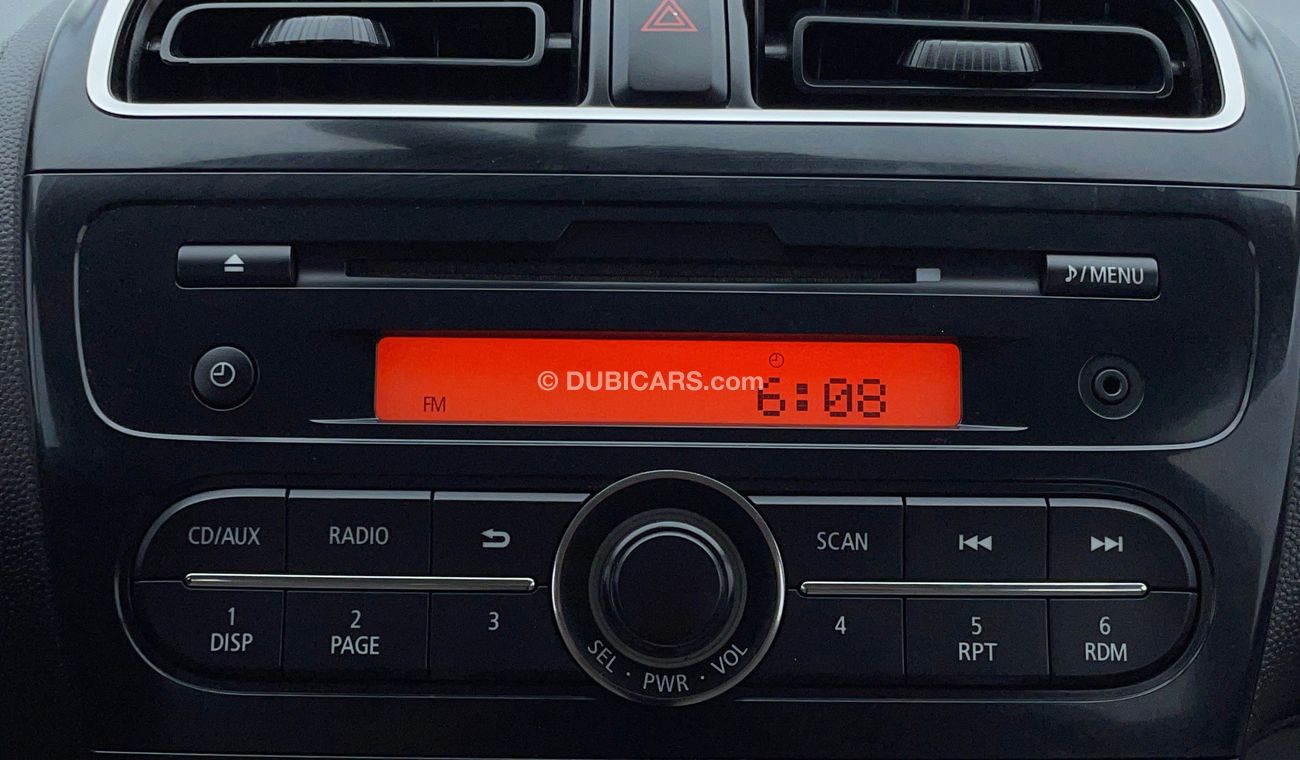 ♪/MENU
© DUBICARS.com
FM 6:08
CD/AUX RADIO SCAN
1 2 3 4 5 6
DISP PAGE RPT RDM
SEL · PWR · VOL